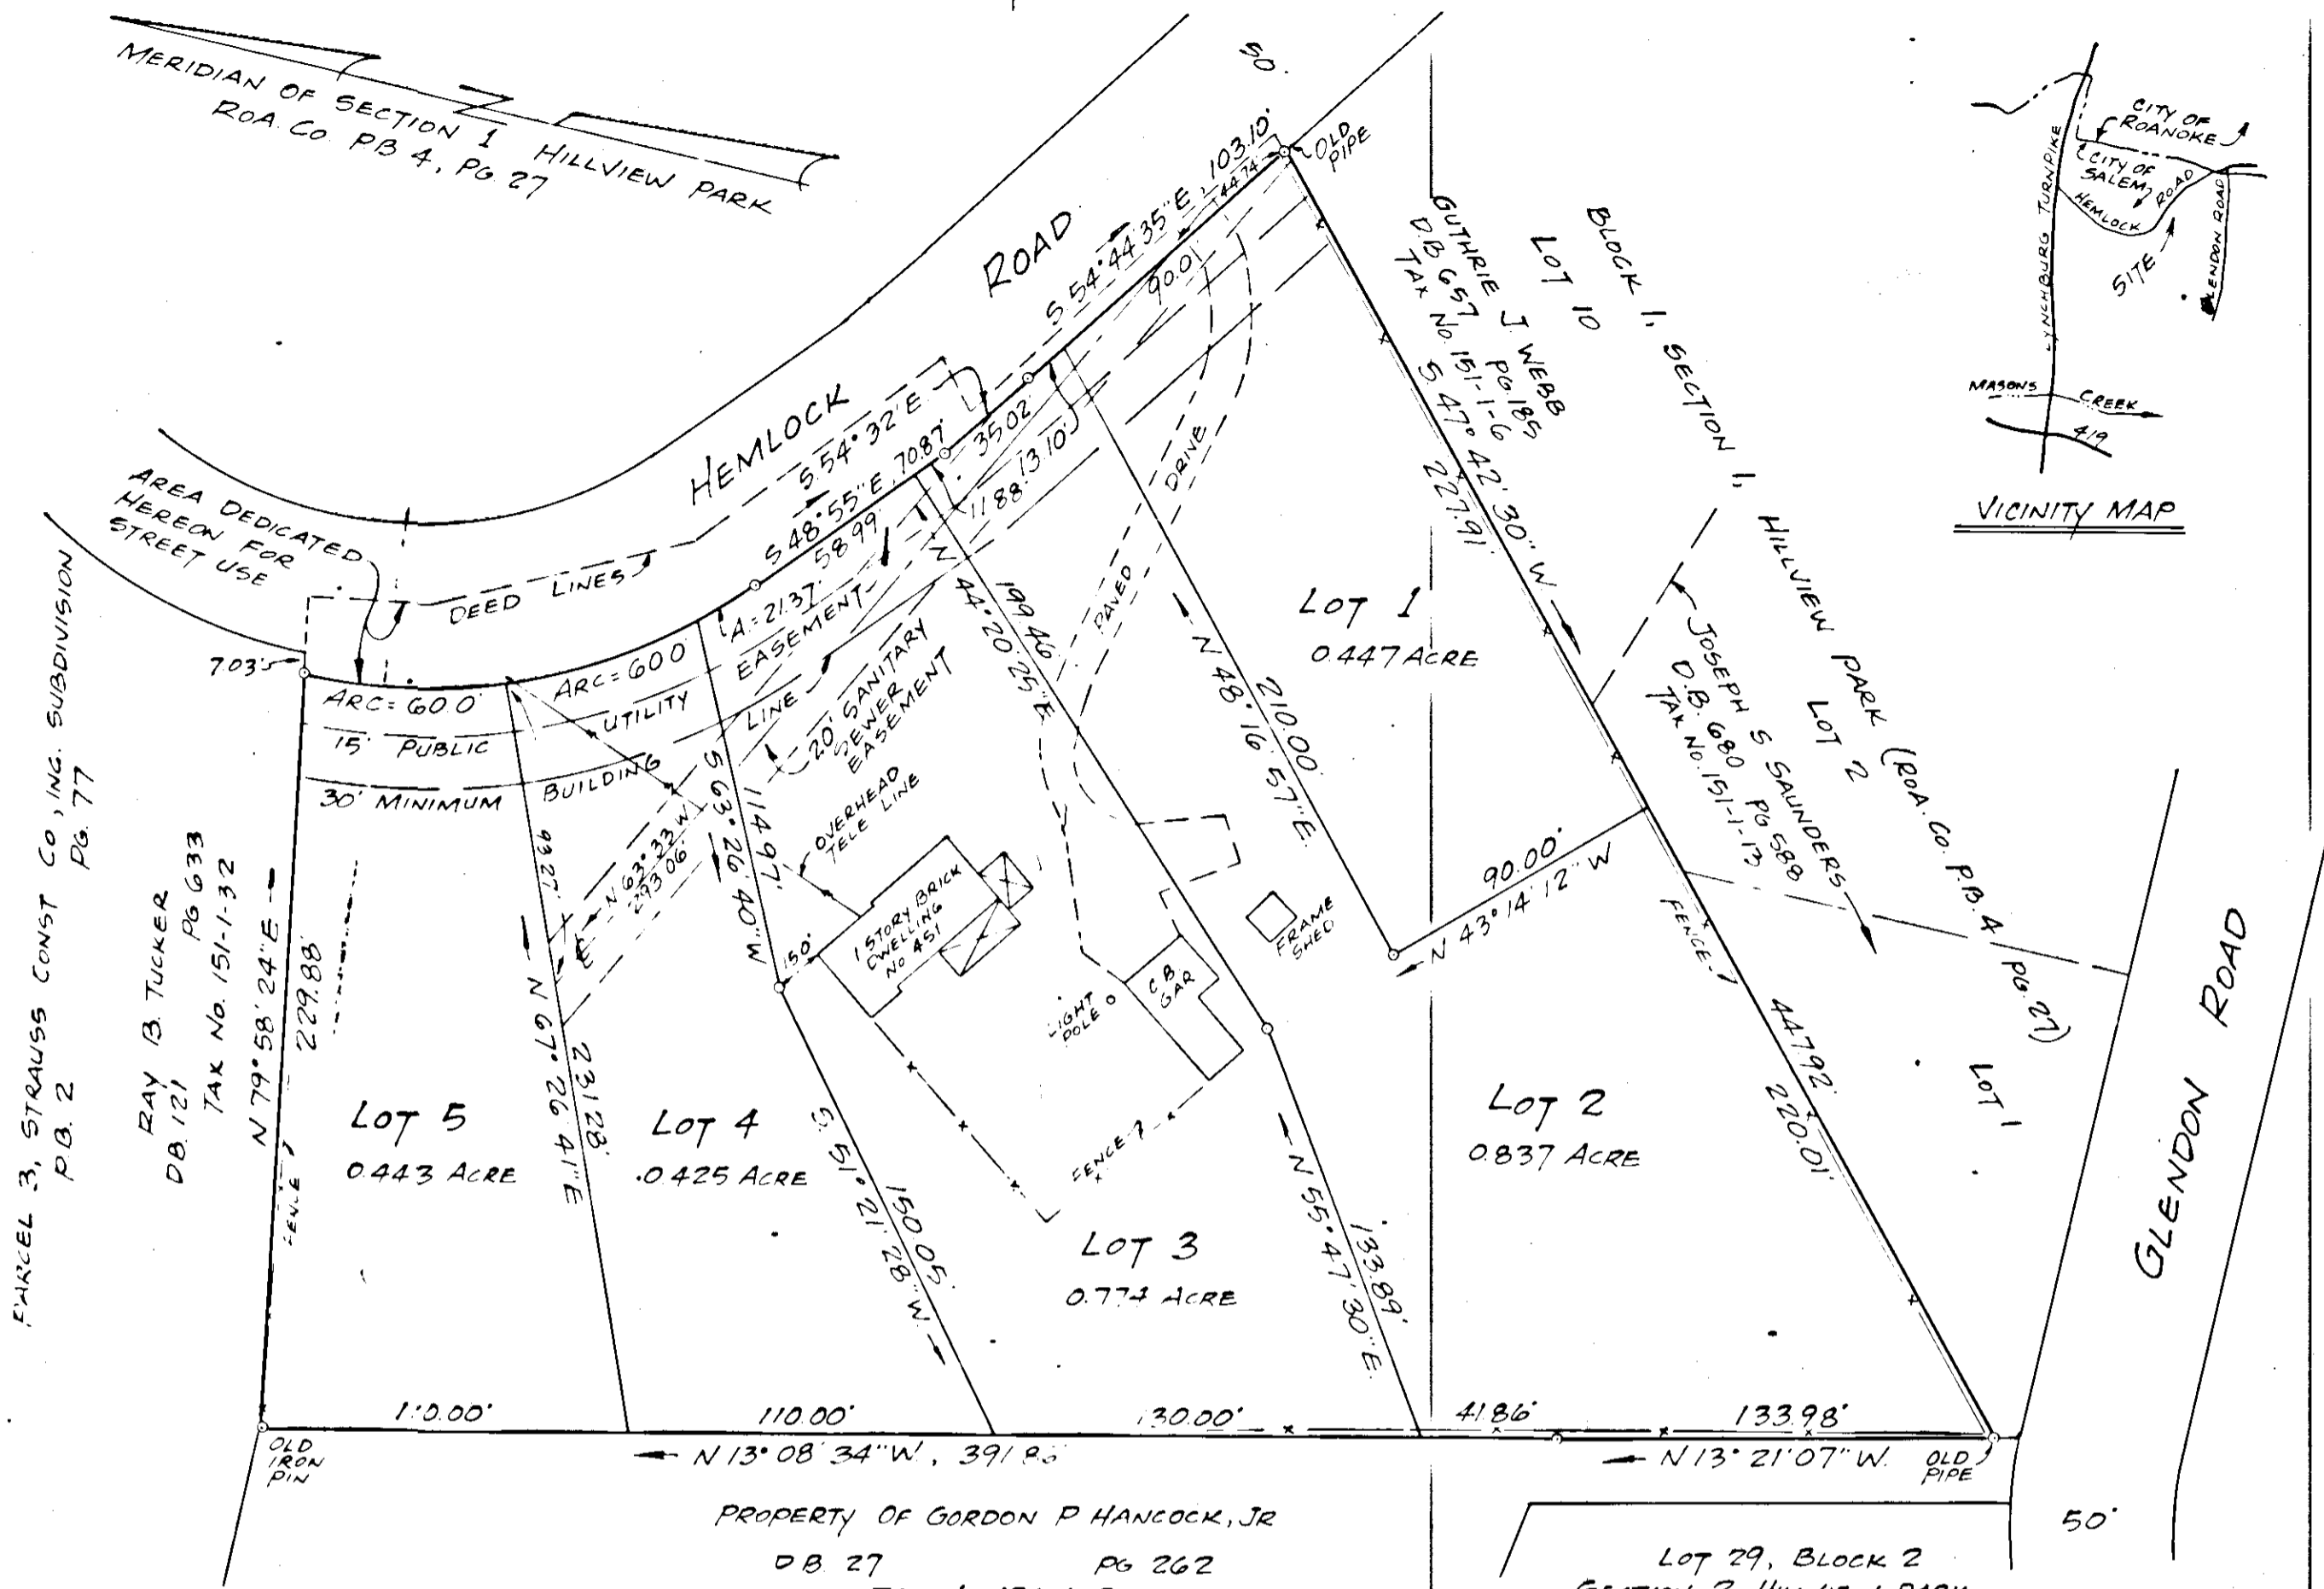 MERIDIAN OF SECTION 1 HILLVIEW PARK
ROA. CO. PB 4, PG. 27
50'
HEMLOCK ROAD
OLD
PIPE
S 54° 44' 35" E, 103.10'
44.74'
90.0'
S 54° 32' E
35.02'
13.10'
11.88'
S 48° 55" E, 70.87'
58.99'
A = 21.37'
AREA DEDICATED
HEREON FOR
STREET USE
DEED LINES
7.03'
ARC = 60.0'
ARC = 60.0'
15' PUBLIC UTILITY EASEMENT
30' MINIMUM BUILDING LINE
20' SANITARY
SEWER
EASEMENT
OVERHEAD
TELE LINE
N 63° 33' W
293.06'
PAVED DRIVE
GUTHRIE J WEBB
D.B. 657 PG. 185
TAX NO. 151-1-6
S. 47° 42' 30" W
227.91'
LOT 10
BLOCK 1, SECTION 1, HILLVIEW PARK (ROA. CO. P.B. 4 PG. 27)
JOSEPH S SAUNDERS
D.B. 680 PG 588
TAX NO. 151-1-13
LOT 2
LOT 1
FENCE
447.92'
220.01'
LOT 1
0.447 ACRE
210.00'
N 48° 16' 57" E
90.00'
N 43° 14' 12" W
199.46'
N 44° 20' 25" E
114.97'
S 63° 26' 40" W
15.0'
1 STORY BRICK
DWELLING
NO 451
FRAME
SHED
C.B.
GAR
LIGHT
POLE
FENCE
93.27'
N 67° 26' 41" E
231.28'
N 79° 58' 24" E
229.88'
FENCE
RAY B. TUCKER
DB. 121 PG 633
TAX NO. 151-1-32
PARCEL 3, STRAUSS CONST CO, INC. SUBDIVISION
P.B. 2 PG. 77
LOT 5
0.443 ACRE
LOT 4
0.425 ACRE
S. 51° 21' 28" W
150.05'
LOT 3
0.774 ACRE
N 55° 47' 30" E
133.89'
LOT 2
0.837 ACRE
110.00'
110.00'
130.00'
41.86'
133.98'
OLD
IRON
PIN
N 13° 08' 34" W, 391.86'
N 13° 21' 07" W.
OLD
PIPE
GLENDON ROAD
50'
PROPERTY OF GORDON P HANCOCK, JR
DB. 27 PG 262
LOT 29, BLOCK 2
CITY OF
ROANOKE
CITY OF
SALEM
HEMLOCK ROAD
LYNCHBURG TURNPIKE
SITE
GLENDON ROAD
MASONS CREEK
419
VICINITY MAP